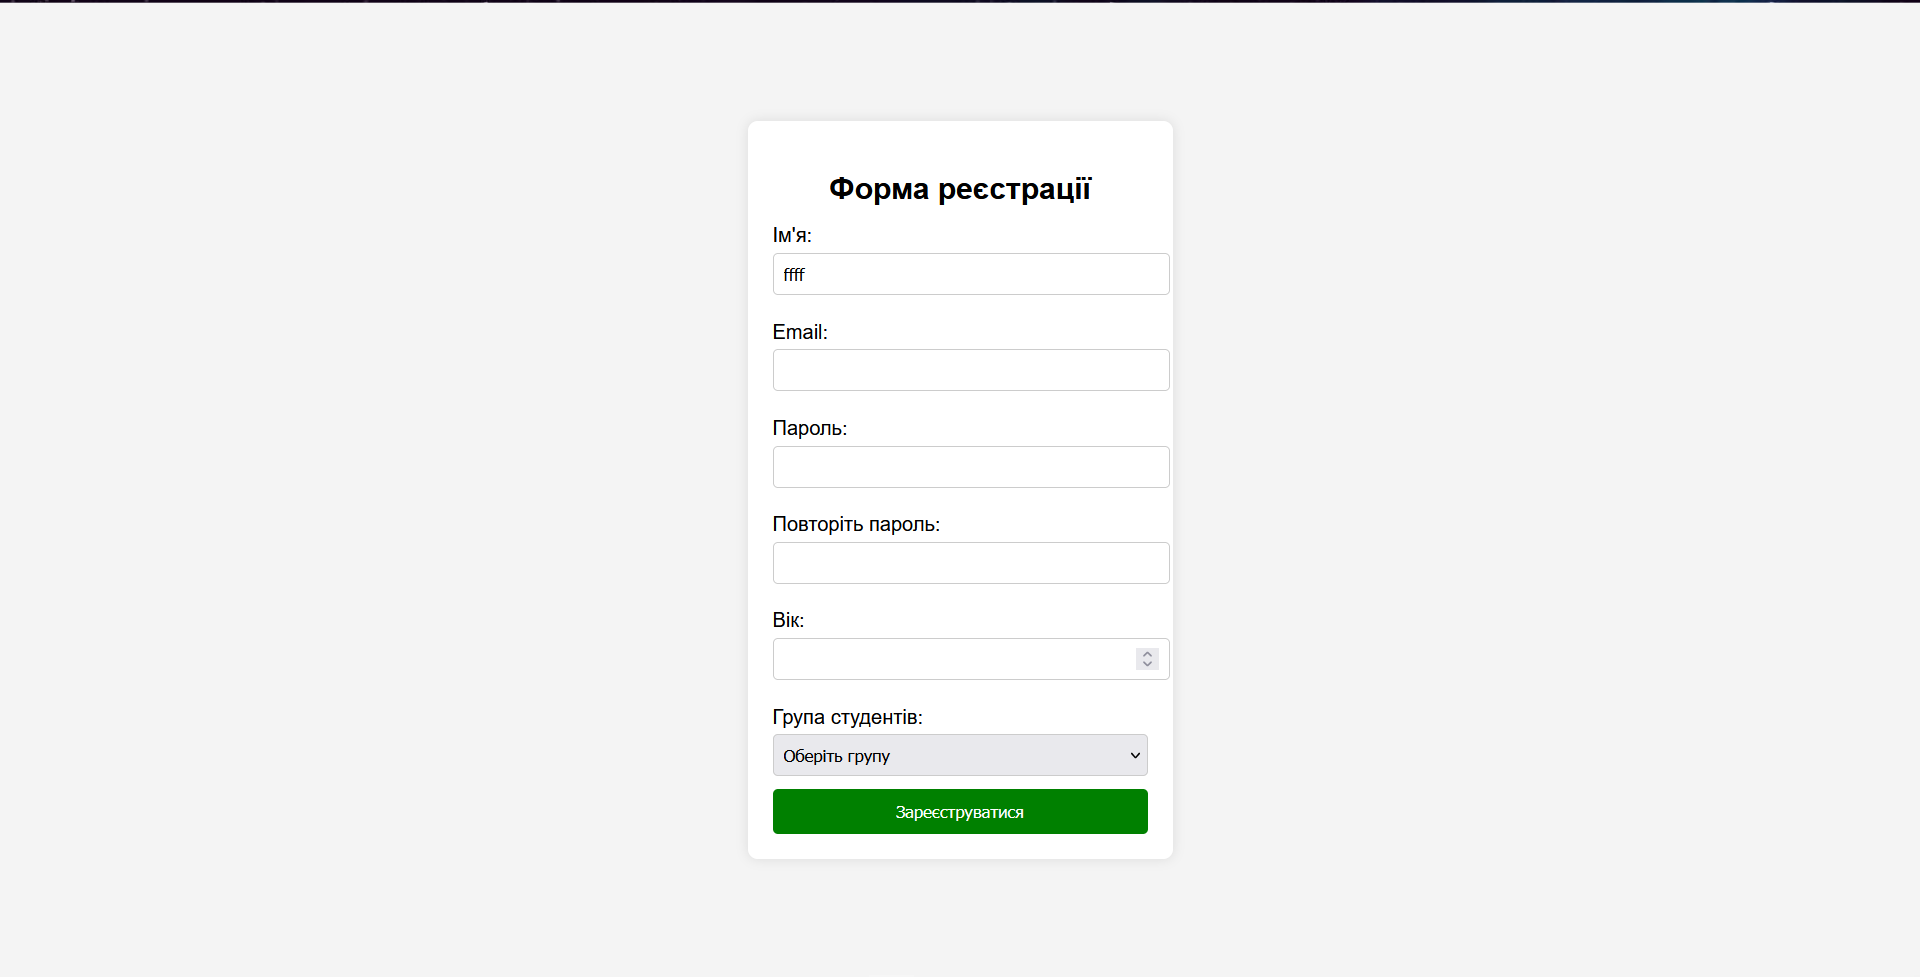 Форма реєстрації
Ім'я:
ffff
Email:
Пароль:
Повторіть пароль:
Вік:
Група студентів:
Оберіть групу
Зареєструватися